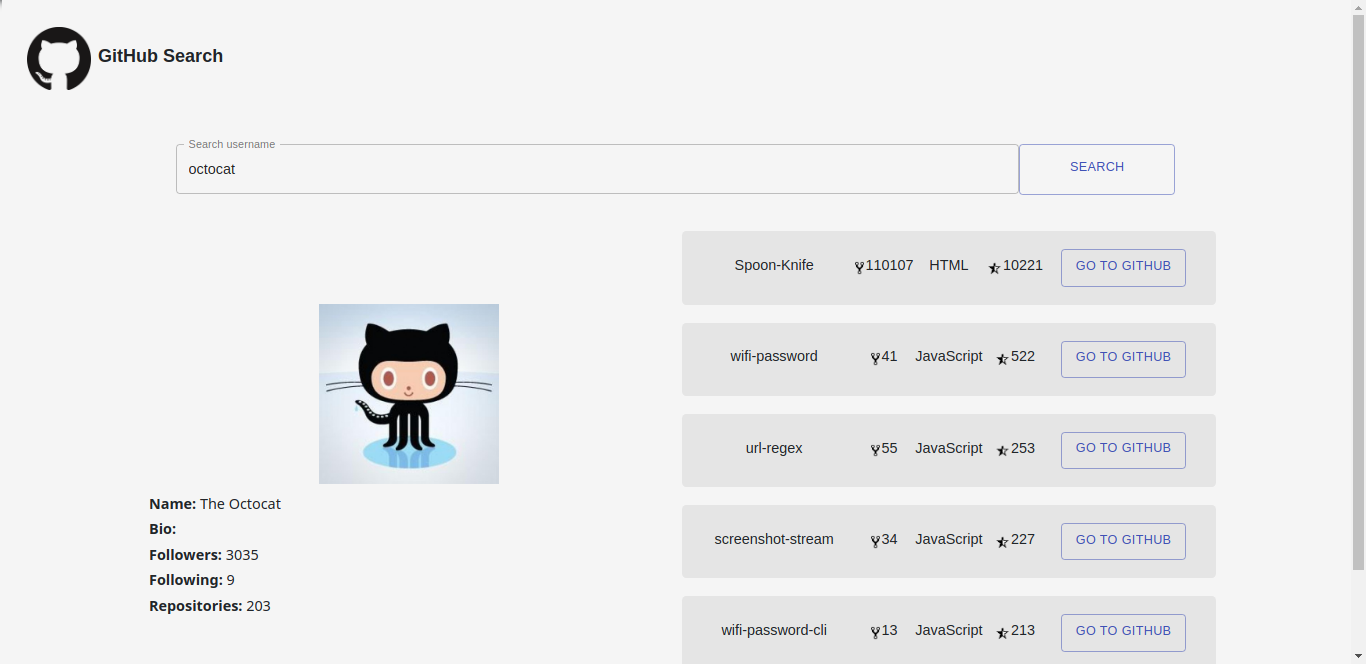 GitHub Search
Search username
octocat
SEARCH
Name: The Octocat
Bio:
Followers: 3035
Following: 9
Repositories: 203
Spoon-Knife 110107 HTML 10221 GO TO GITHUB
wifi-password 41 JavaScript 522 GO TO GITHUB
url-regex 55 JavaScript 253 GO TO GITHUB
screenshot-stream 34 JavaScript 227 GO TO GITHUB
wifi-password-cli 13 JavaScript 213 GO TO GITHUB